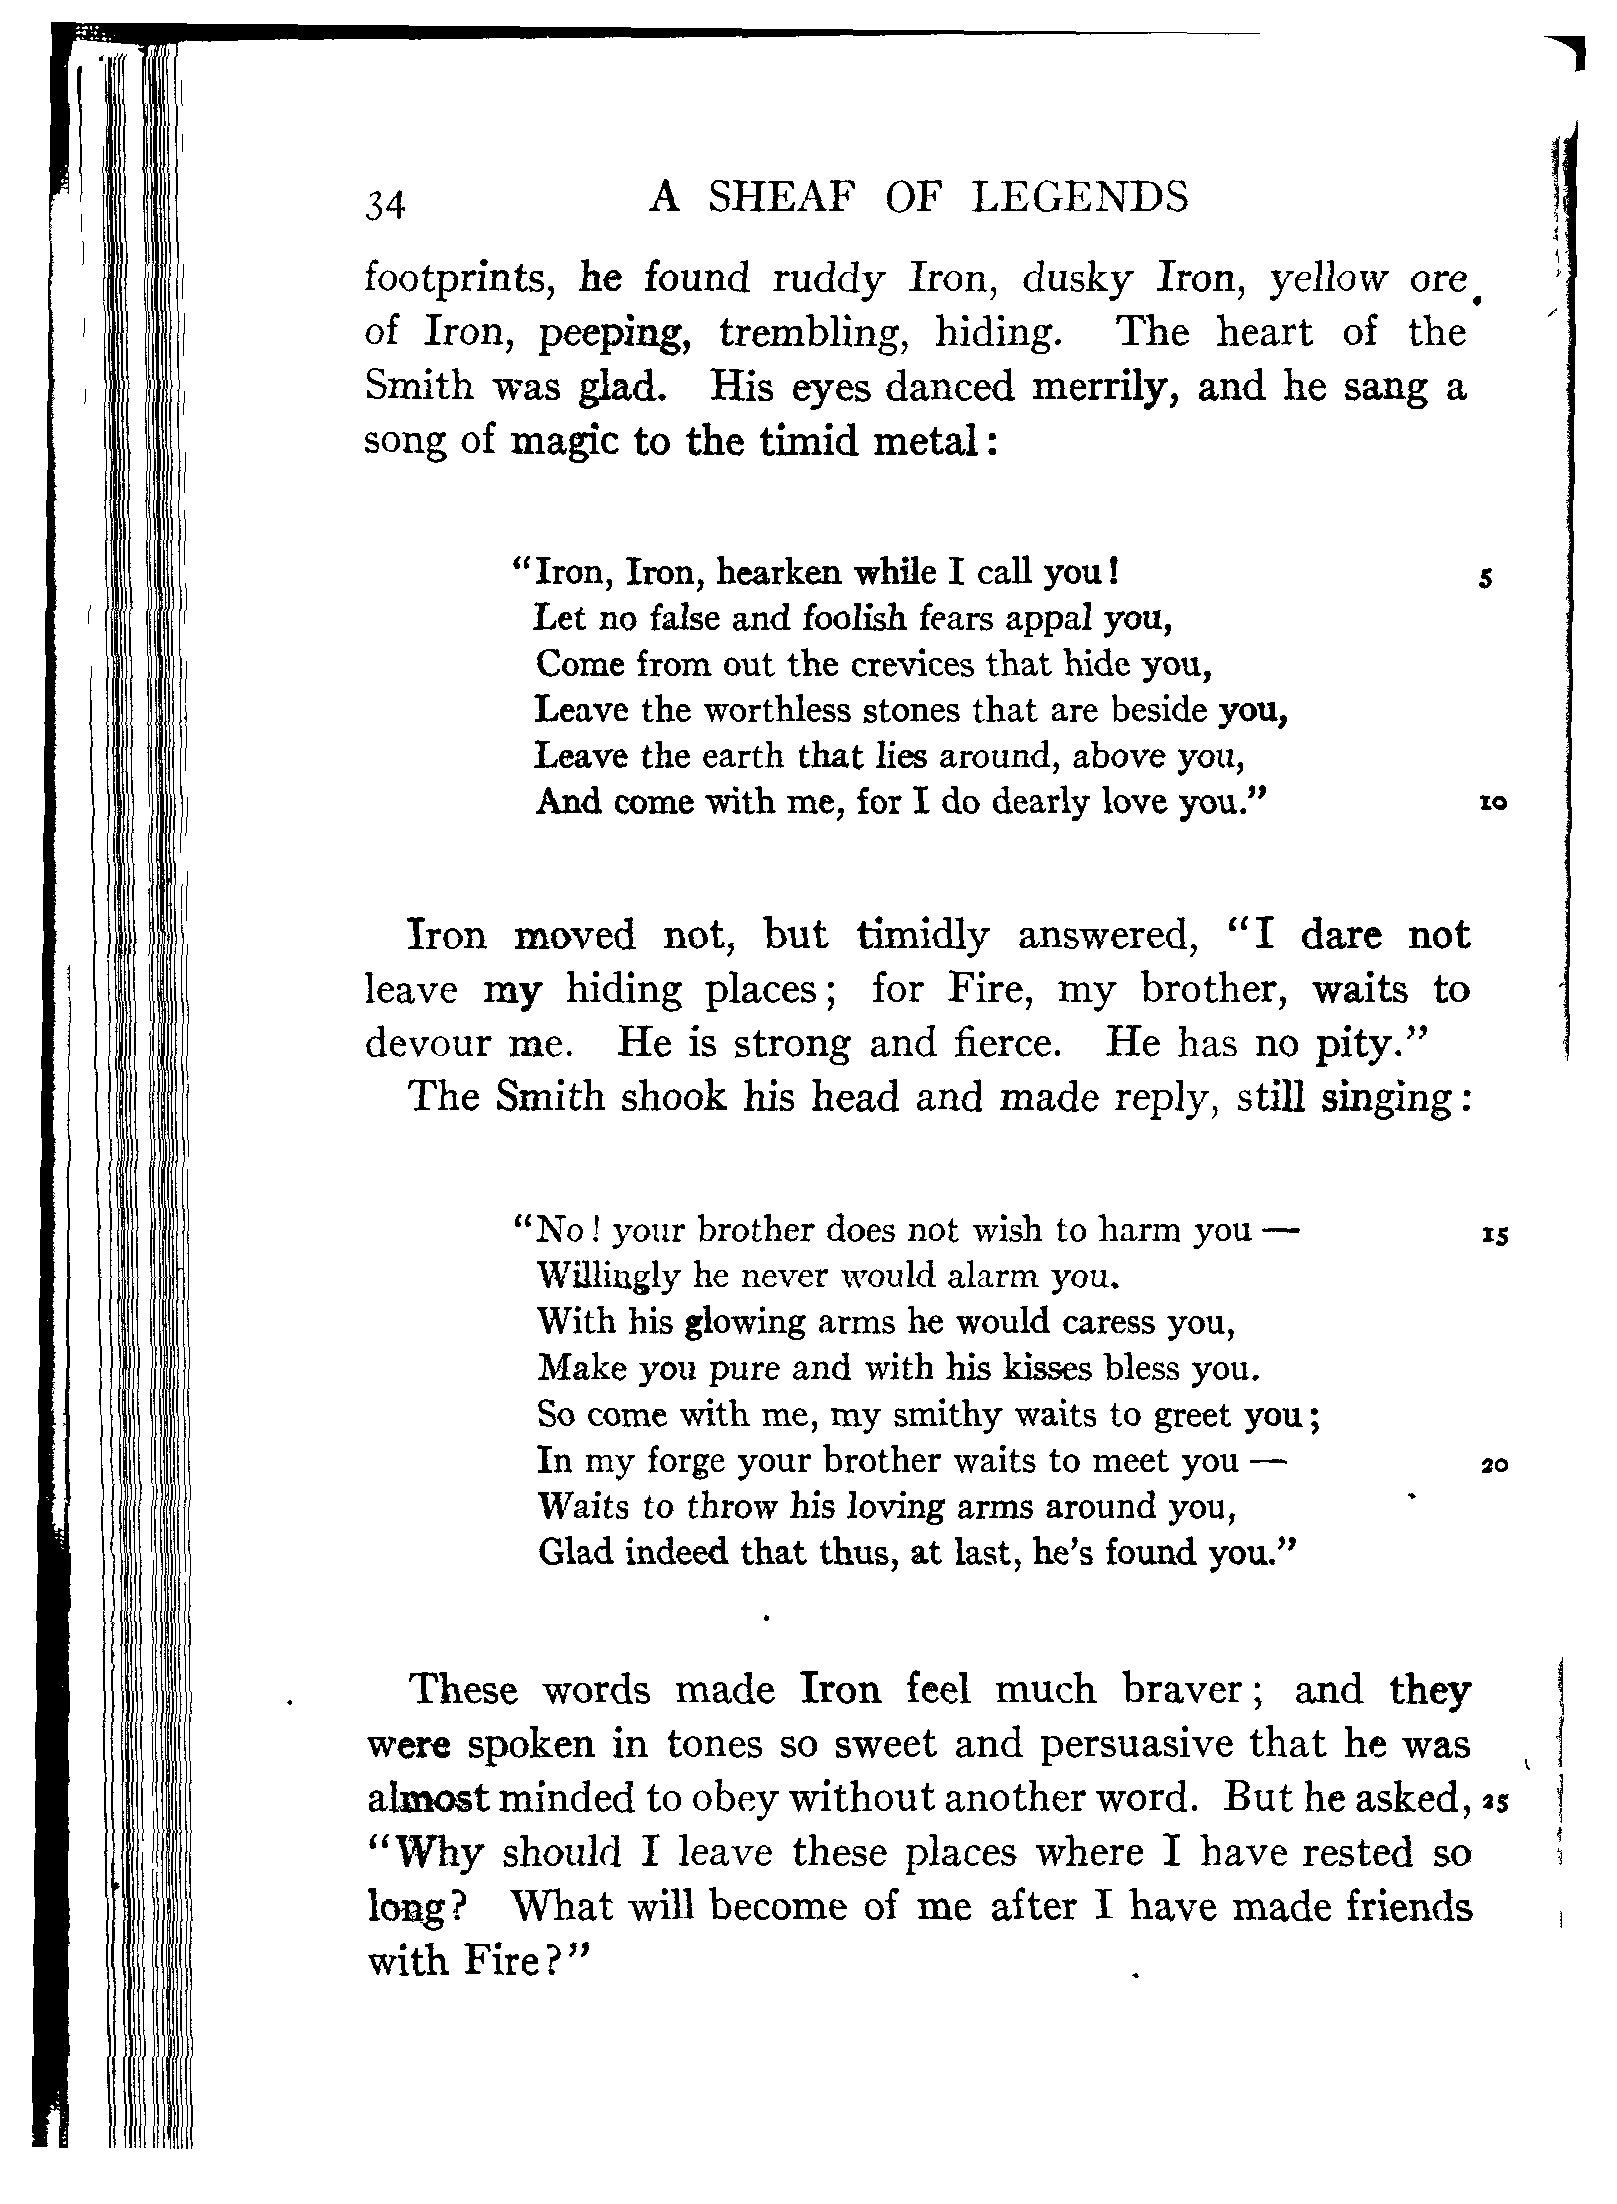 34 A SHEAF OF LEGENDS
footprints, he found ruddy Iron, dusky Iron, yellow ore
of Iron, peeping, trembling, hiding. The heart of the
Smith was glad. His eyes danced merrily, and he sang a
song of magic to the timid metal:
"Iron, Iron, hearken while I call you! 5
Let no false and foolish fears appal you,
Come from out the crevices that hide you,
Leave the worthless stones that are beside you,
Leave the earth that lies around, above you,
And come with me, for I do dearly love you." 10
Iron moved not, but timidly answered, "I dare not
leave my hiding places; for Fire, my brother, waits to
devour me. He is strong and fierce. He has no pity."
The Smith shook his head and made reply, still singing:
"No! your brother does not wish to harm you — 15
Willingly he never would alarm you.
With his glowing arms he would caress you,
Make you pure and with his kisses bless you.
So come with me, my smithy waits to greet you;
In my forge your brother waits to meet you — 20
Waits to throw his loving arms around you,
Glad indeed that thus, at last, he's found you."
These words made Iron feel much braver; and they
were spoken in tones so sweet and persuasive that he was
almost minded to obey without another word. But he asked, 25
"Why should I leave these places where I have rested so
long? What will become of me after I have made friends
with Fire?"